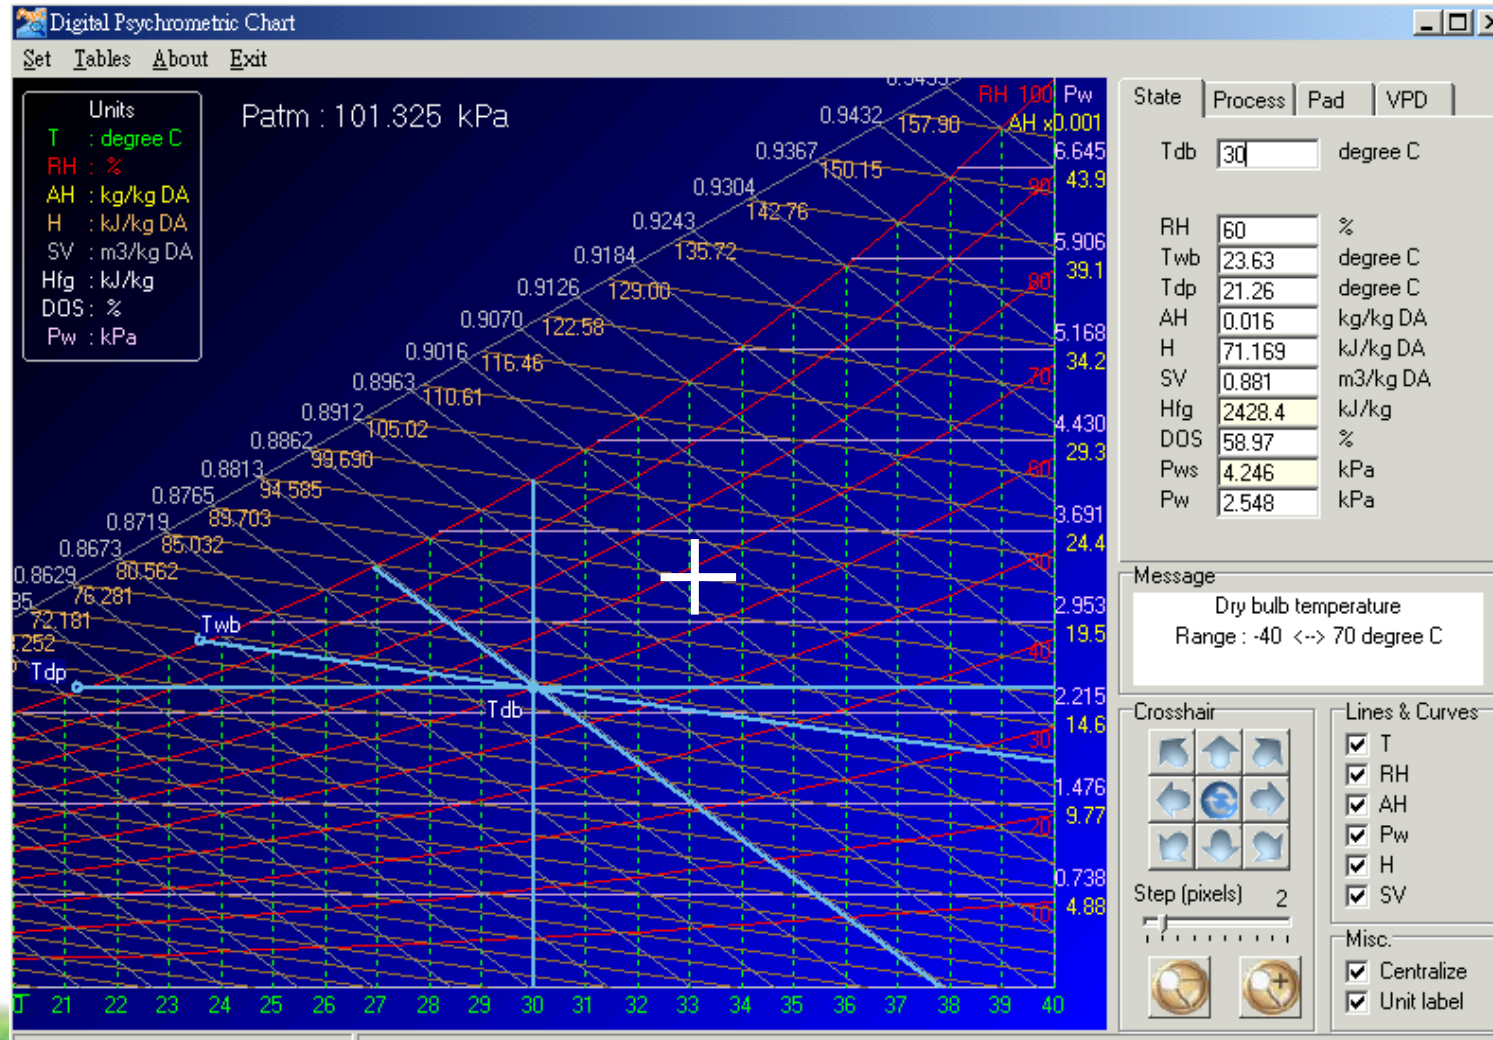 Digital Psychrometric Chart
Set Tables About Exit
Units
T : degree C
RH : %
AH : kg/kg DA
H : kJ/kg DA
SV : m3/kg DA
Hfg : kJ/kg
DOS : %
Pw : kPa
Patm : 101.325 kPa
RH 100 Pw
AH x0.001
0.9432 157.90
6.645
0.9367 150.15
43.9
90
0.9304 142.76
0.9243 135.72
5.906
0.9184
39.1
80
0.9126 129.00
0.9070 122.58
5.168
0.9016 116.46
34.2
70
0.8963 110.61
0.8912 105.02
4.430
0.8862 99.690
29.3
60
0.8813 94.585
0.8765 89.703
3.691
0.8719 85.032
24.4
0.8673 80.562
0.8629 76.281
2.953
72.181
19.5
40
Twb
Tdp
Tdb
2.215
14.6
30
1.476
9.77
20
0.738
4.88
10
T 21 22 23 24 25 26 27 28 29 30 31 32 33 34 35 36 37 38 39 40
State Process Pad VPD
Tdb 30 degree C
RH 60 %
Twb 23.63 degree C
Tdp 21.26 degree C
AH 0.016 kg/kg DA
H 71.169 kJ/kg DA
SV 0.881 m3/kg DA
Hfg 2428.4 kJ/kg
DOS 58.97 %
Pws 4.246 kPa
Pw 2.548 kPa
Message
Dry bulb temperature
Range : -40 <--> 70 degree C
Crosshair
Step (pixels) 2
Lines & Curves
T
RH
AH
Pw
H
SV
Misc.
Centralize
Unit label